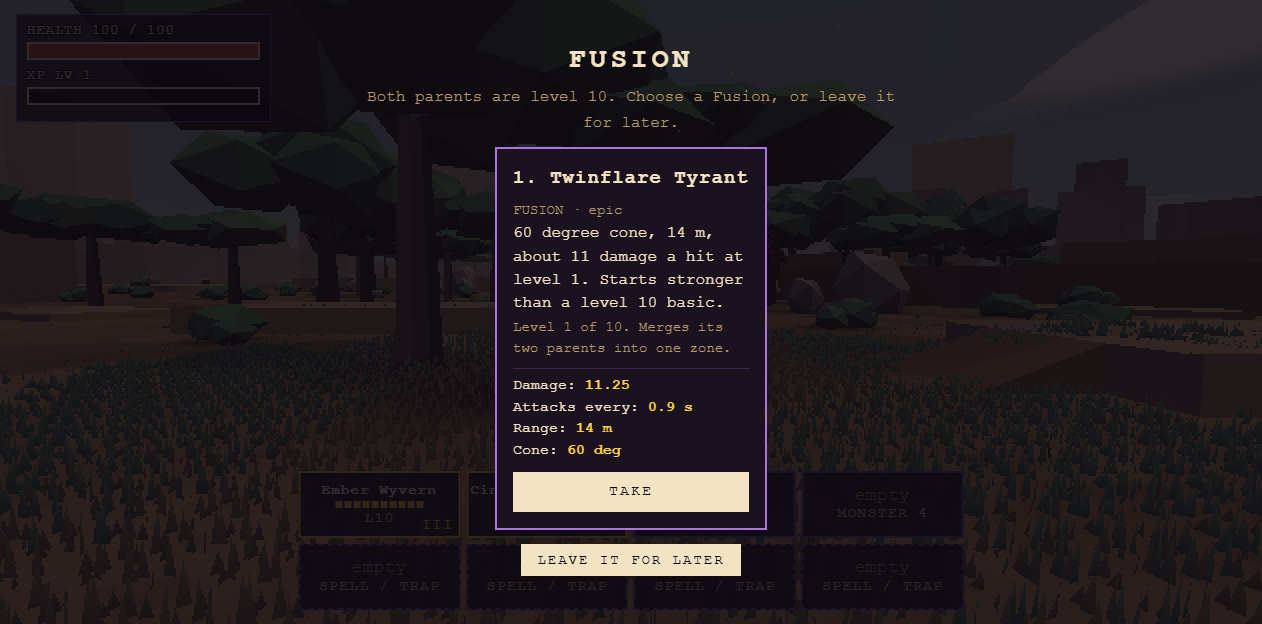 HEALTH 100 / 100
XP LV 1
FUSION
Both parents are level 10. Choose a Fusion, or leave it
for later.
1. Twinflare Tyrant
FUSION · epic
60 degree cone, 14 m,
about 11 damage a hit at
level 1. Starts stronger
than a level 10 basic.
Level 1 of 10. Merges its
two parents into one zone.
Damage: 11.25
Attacks every: 0.9 s
Range: 14 m
Cone: 60 deg
TAKE
Ember Wyvern
L10
III
empty
MONSTER 4
LEAVE IT FOR LATER
empty
SPELL / TRAP
SPELL / TRAP
SPELL / TRAP
empty
SPELL / TRAP